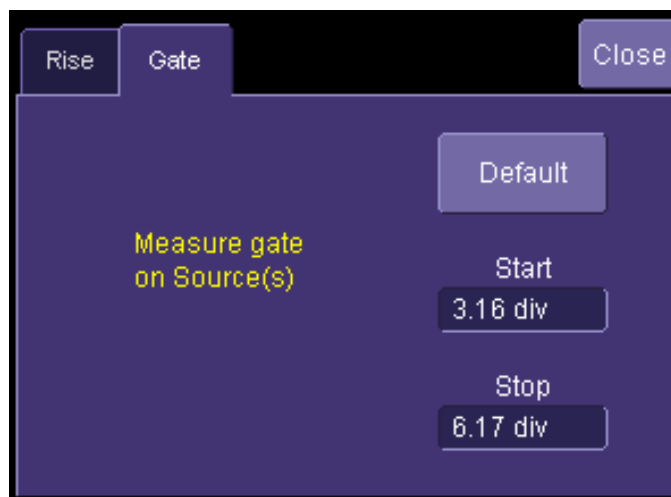 Rise
Gate
Close
Default
Measure gate
on Source(s)
Start
3.16 div
Stop
6.17 div